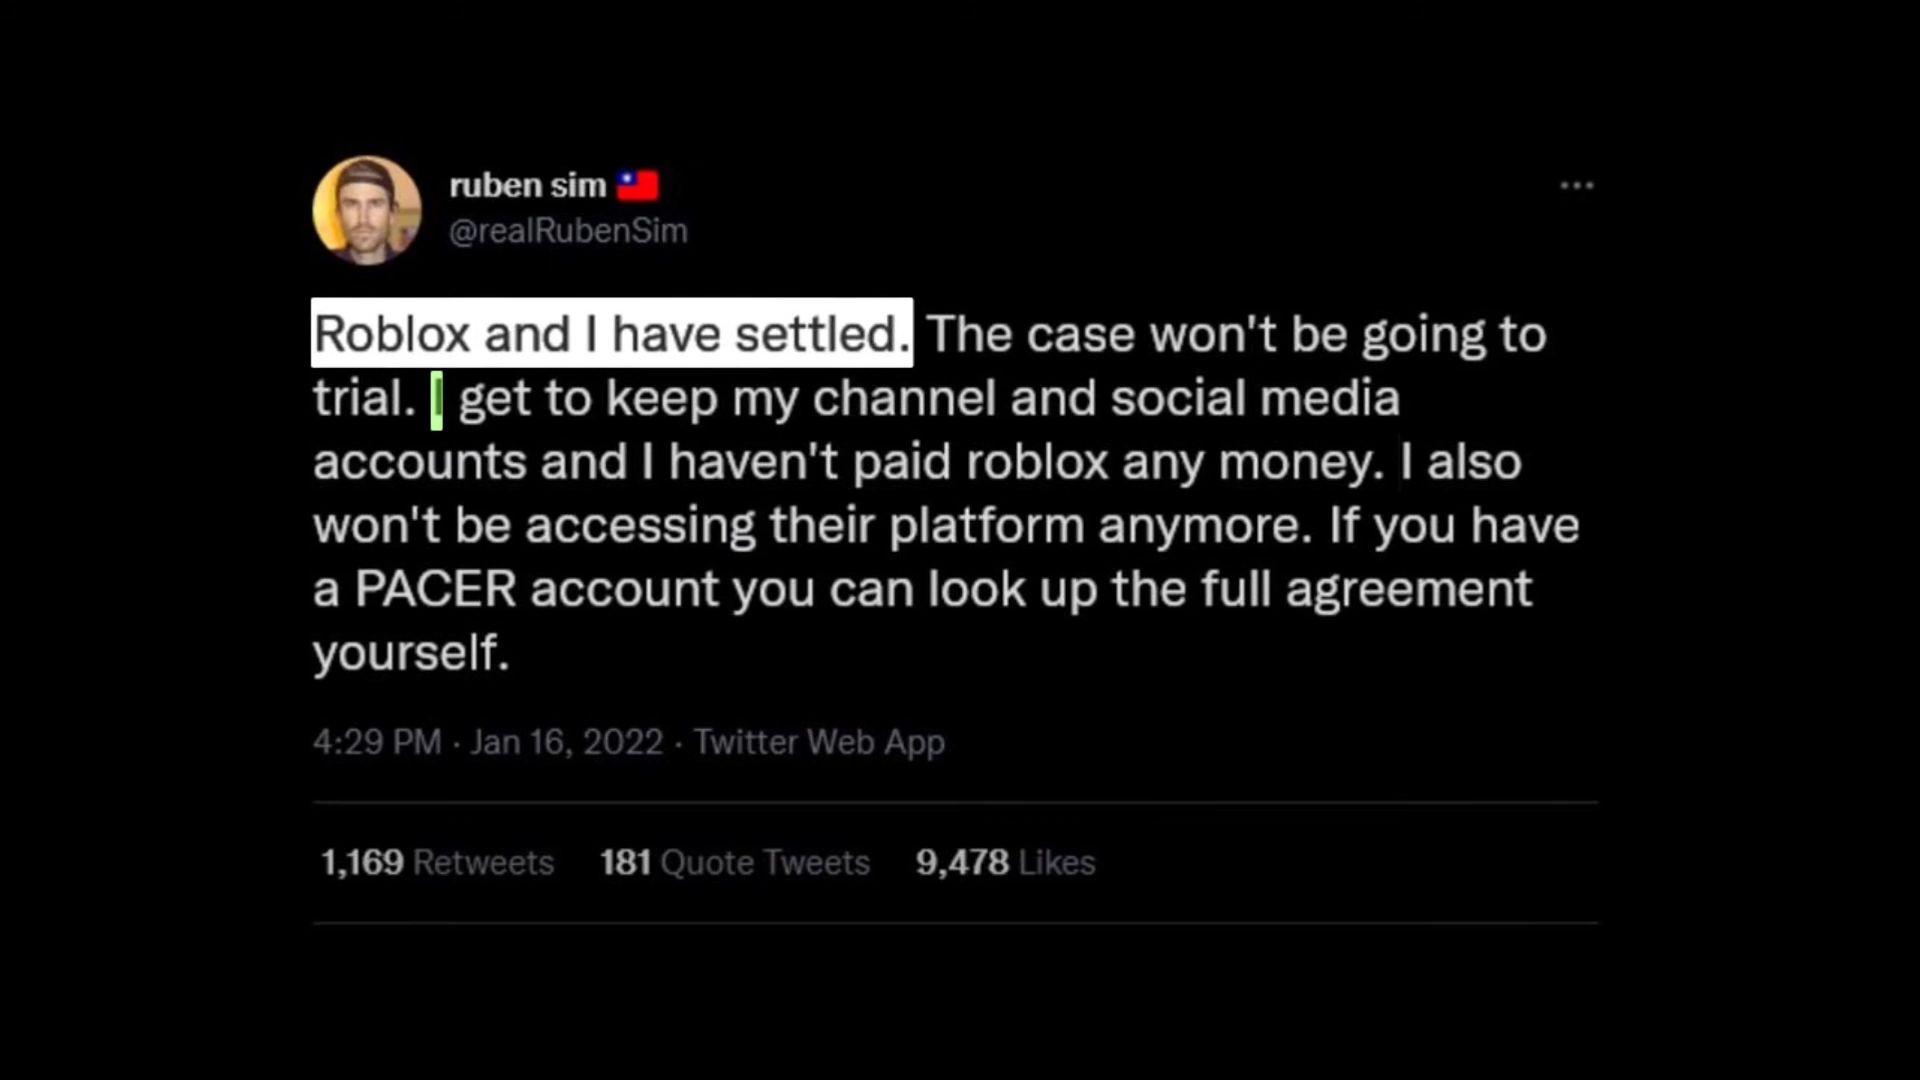 ruben sim 🇹🇼
@realRubenSim
Roblox and I have settled. The case won't be going to
trial. I get to keep my channel and social media
accounts and I haven't paid roblox any money. I also
won't be accessing their platform anymore. If you have
a PACER account you can look up the full agreement
yourself.
4:29 PM · Jan 16, 2022 · Twitter Web App
1,169 Retweets 181 Quote Tweets 9,478 Likes